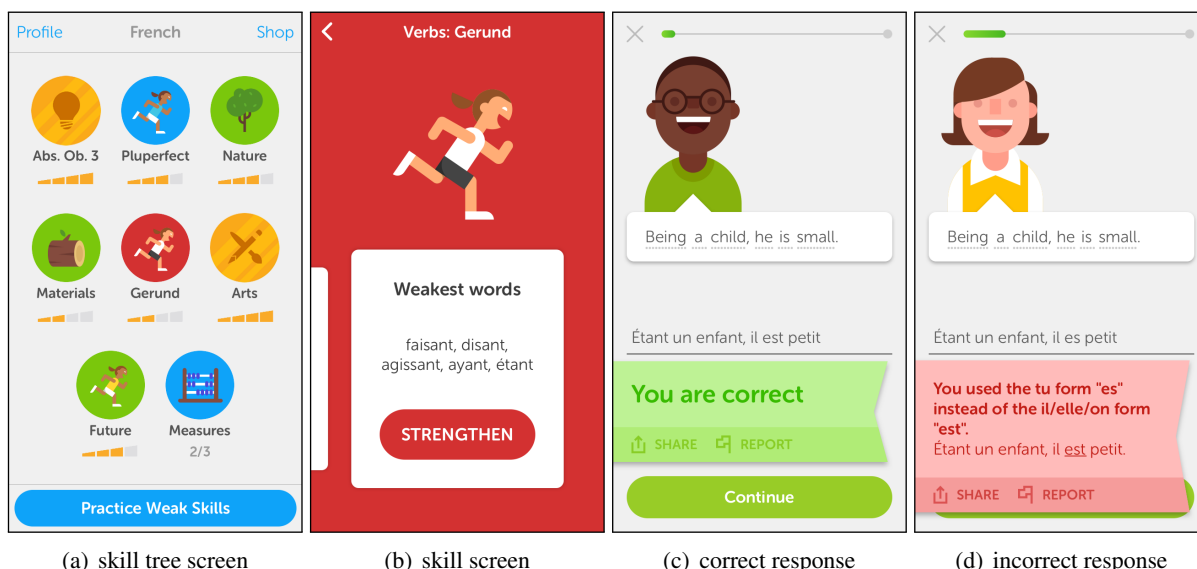 Profile French Shop
Abs. Ob. 3 Pluperfect Nature
Materials Gerund Arts
Future Measures
2/3
Practice Weak Skills
(a) skill tree screen
Verbs: Gerund
Weakest words
faisant, disant,
agissant, ayant, étant
STRENGTHEN
(b) skill screen
Being a child, he is small.
Étant un enfant, il est petit
You are correct
SHARE REPORT
Continue
(c) correct response
Being a child, he is small.
Étant un enfant, il es petit
You used the tu form "es"
instead of the il/elle/on form
"est".
Étant un enfant, il est petit.
SHARE REPORT
(d) incorrect response